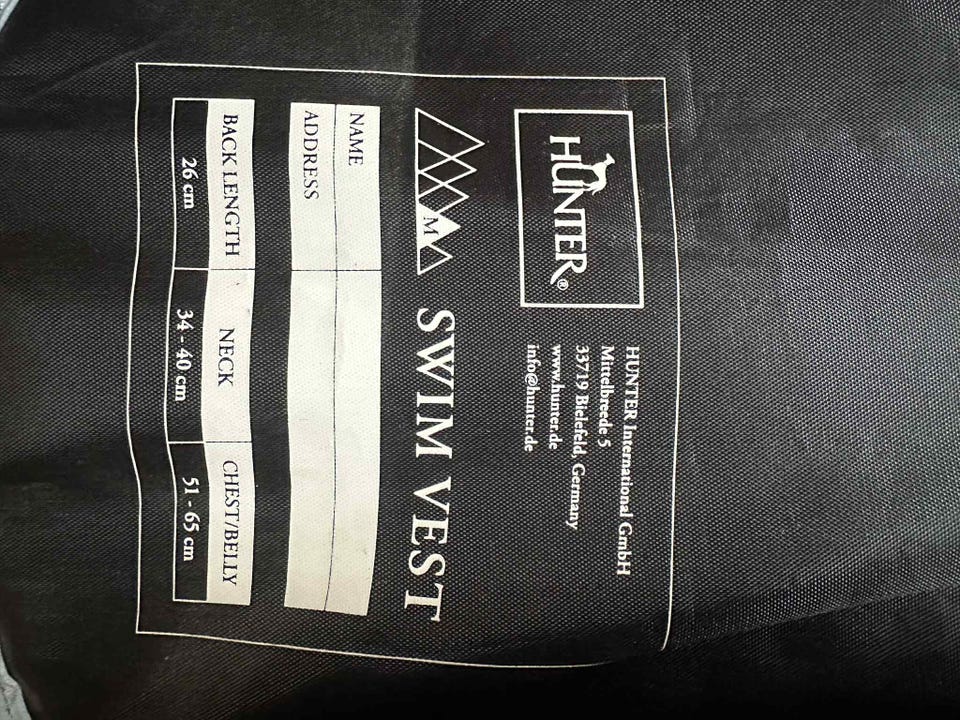 HUNTER®
HUNTER International GmbH
Mittelbreede 5
33719 Bielefeld, Germany
www.hunter.de
info@hunter.de
M SWIM VEST
NAME
ADDRESS
BACK LENGTH NECK CHEST/BELLY
26 cm 34 - 40 cm 51 - 65 cm